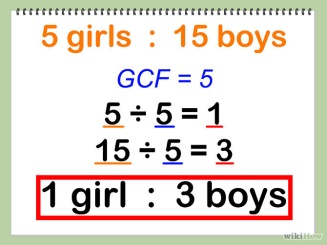 5 girls : 15 boys
GCF = 5
5 ÷ 5 = 1
15 ÷ 5 = 3
1 girl : 3 boys
wikiHow